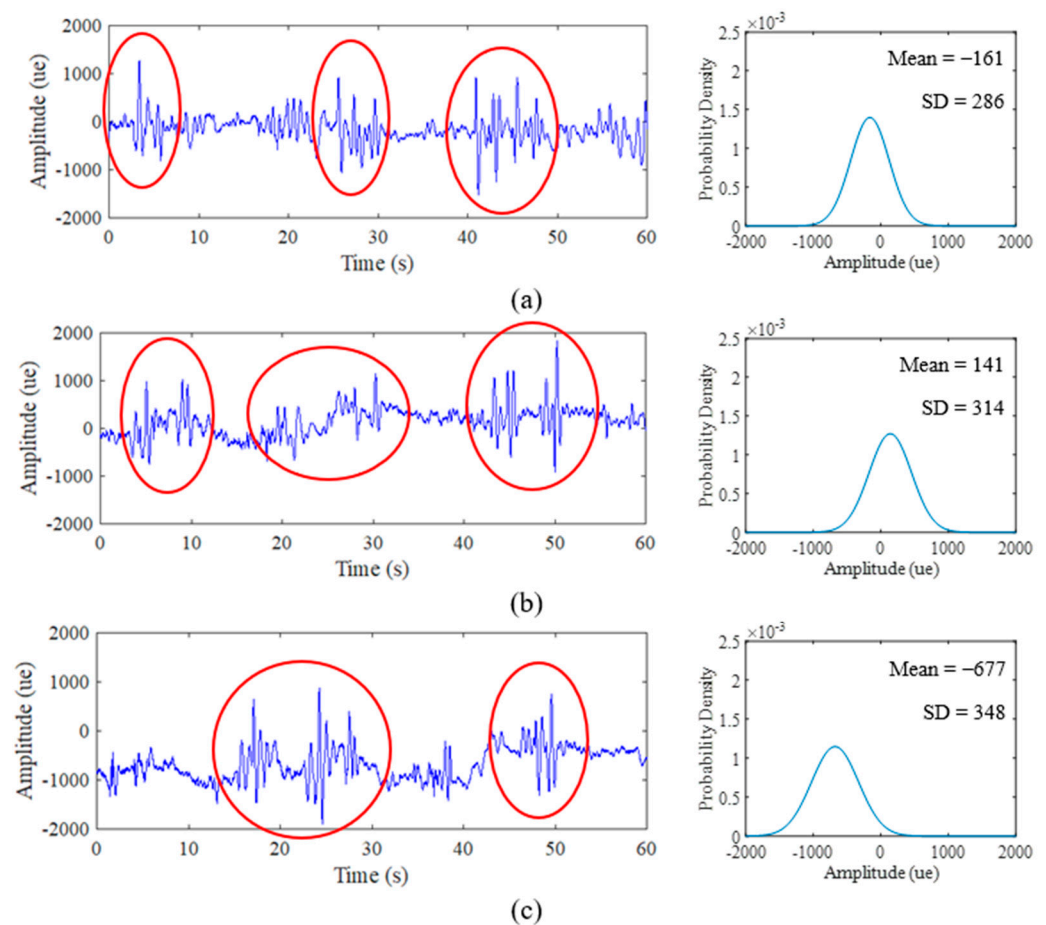 2000
1000
0
-1000
-2000
Amplitude (ue)
0 10 20 30 40 50 60
Time (s)
×10⁻³
2.5
2
1.5
1
0.5
0
Probability Density
Mean = −161
SD = 286
-2000 -1000 0 1000 2000
Amplitude (ue)
(a)
2000
1000
0
-1000
-2000
Amplitude (ue)
0 10 20 30 40 50 60
Time (s)
×10⁻³
2.5
2
1.5
1
0.5
0
Probability Density
Mean = 141
SD = 314
-2000 -1000 0 1000 2000
Amplitude (ue)
(b)
2000
1000
0
-1000
-2000
Amplitude (ue)
0 10 20 30 40 50 60
Time (s)
×10⁻³
2.5
2
1.5
1
0.5
0
Probability Density
Mean = −677
SD = 348
-2000 -1000 0 1000 2000
Amplitude (ue)
(c)